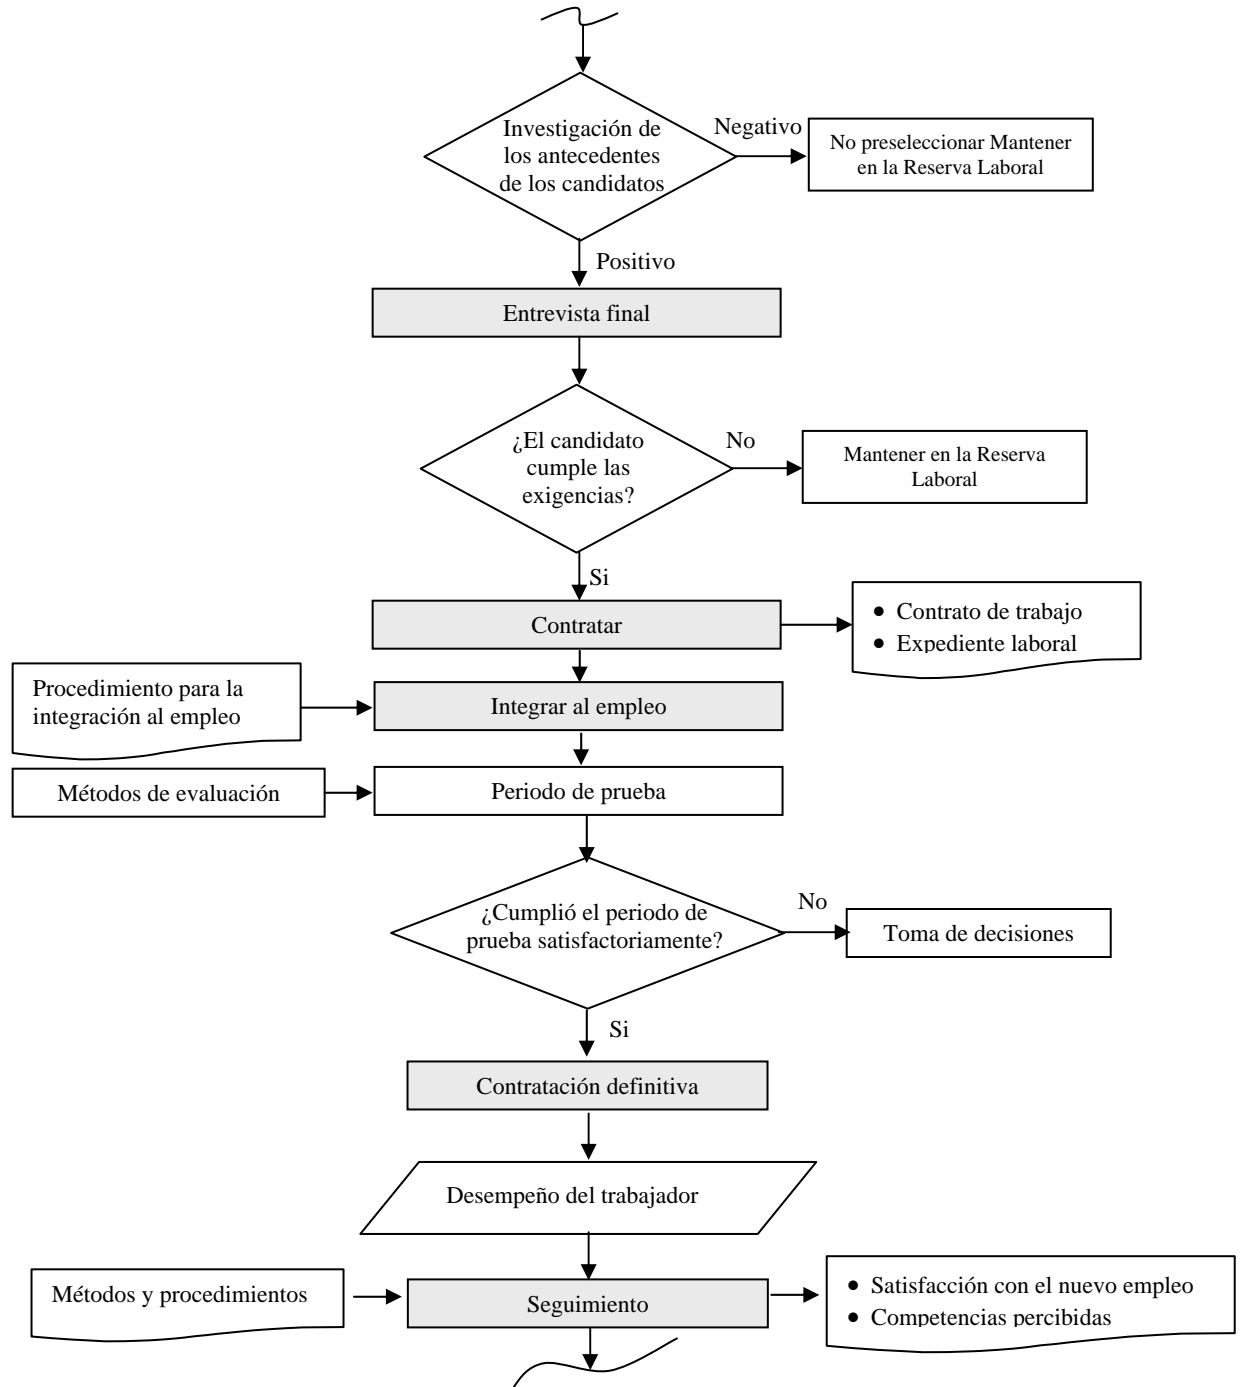 Investigación de
los antecedentes
de los candidatos
Negativo
No preseleccionar Mantener
en la Reserva Laboral
Positivo
Entrevista final
¿El candidato
cumple las
exigencias?
No
Mantener en la Reserva
Laboral
Si
Contratar
• Contrato de trabajo
• Expediente laboral
Procedimiento para la
integración al empleo
Integrar al empleo
Métodos de evaluación
Periodo de prueba
¿Cumplió el periodo de
prueba satisfactoriamente?
No
Toma de decisiones
Si
Contratación definitiva
Desempeño del trabajador
Métodos y procedimientos
Seguimiento
• Satisfacción con el nuevo empleo
• Competencias percibidas